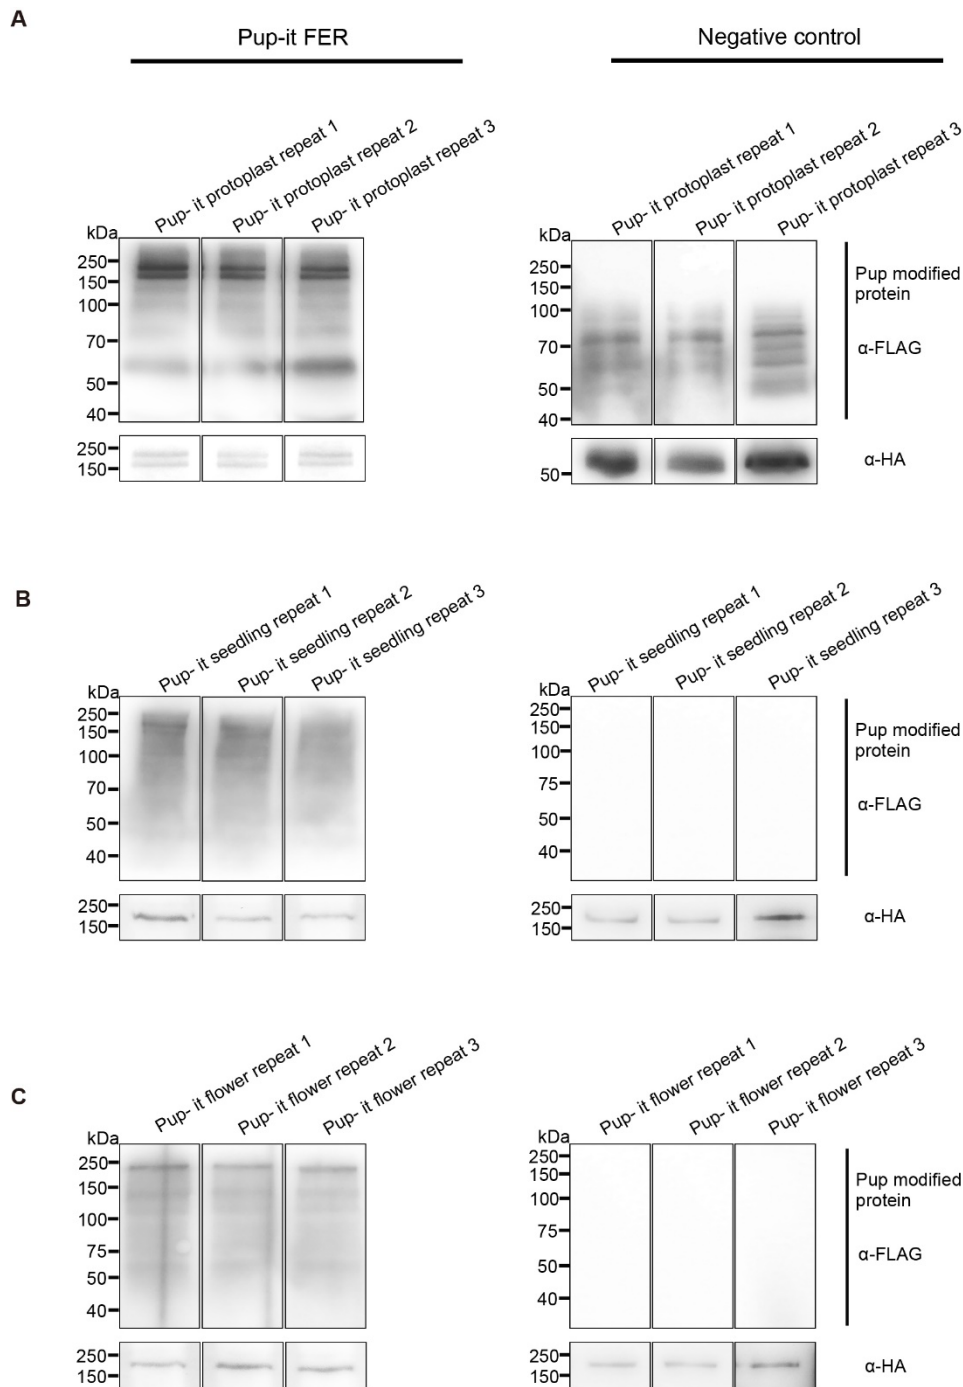 A
Pup-it FER
Negative control
Pup- it protoplast repeat 1
Pup- it protoplast repeat 2
Pup- it protoplast repeat 3
Pup- it protoplast repeat 1
Pup- it protoplast repeat 2
Pup- it protoplast repeat 3
kDa
250
150
100
70
50
40
250
150
kDa
250
150
100
70
50
40
50
Pup modified
protein
α-FLAG
α-HA
B
Pup- it seedling repeat 1
Pup- it seedling repeat 2
Pup- it seedling repeat 3
Pup- it seedling repeat 1
Pup- it seedling repeat 2
Pup- it seedling repeat 3
kDa
250
150
100
70
50
40
250
150
kDa
250
150
100
75
50
40
250
150
Pup modified
protein
α-FLAG
α-HA
C
Pup- it flower repeat 1
Pup- it flower repeat 2
Pup- it flower repeat 3
Pup- it flower repeat 1
Pup- it flower repeat 2
Pup- it flower repeat 3
kDa
250
150
100
75
50
40
250
150
kDa
250
150
100
75
50
40
250
150
Pup modified
protein
α-FLAG
α-HA